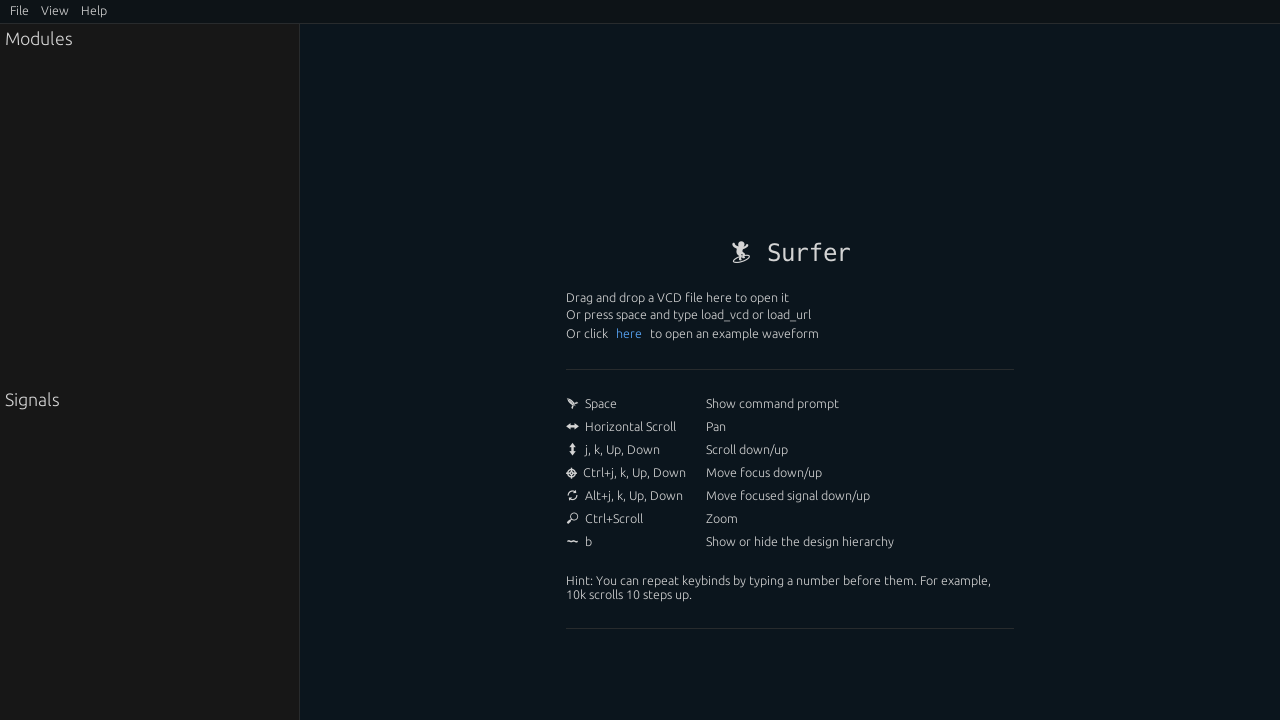 File View Help
Modules
Surfer
Drag and drop a VCD file here to open it
Or press space and type load_vcd or load_url
Or click here to open an example waveform
Signals
Space Show command prompt
Horizontal Scroll Pan
j, k, Up, Down Scroll down/up
Ctrl+j, k, Up, Down Move focus down/up
Alt+j, k, Up, Down Move focused signal down/up
Ctrl+Scroll Zoom
b Show or hide the design hierarchy
Hint: You can repeat keybinds by typing a number before them. For example,
10k scrolls 10 steps up.